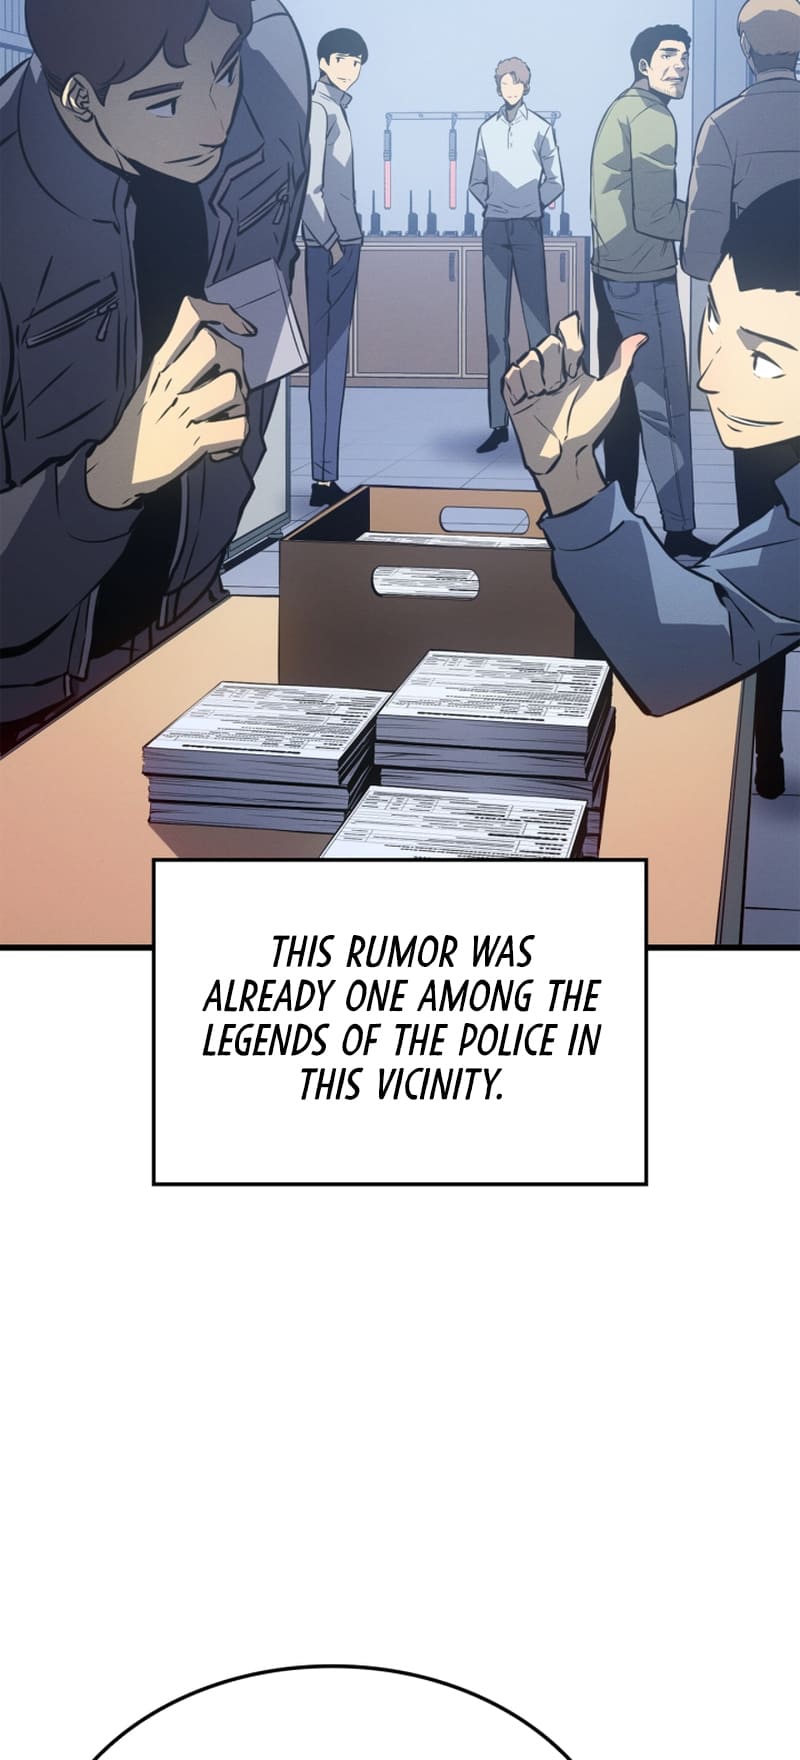 THIS RUMOR WAS
ALREADY ONE AMONG THE
LEGENDS OF THE POLICE IN
THIS VICINITY.